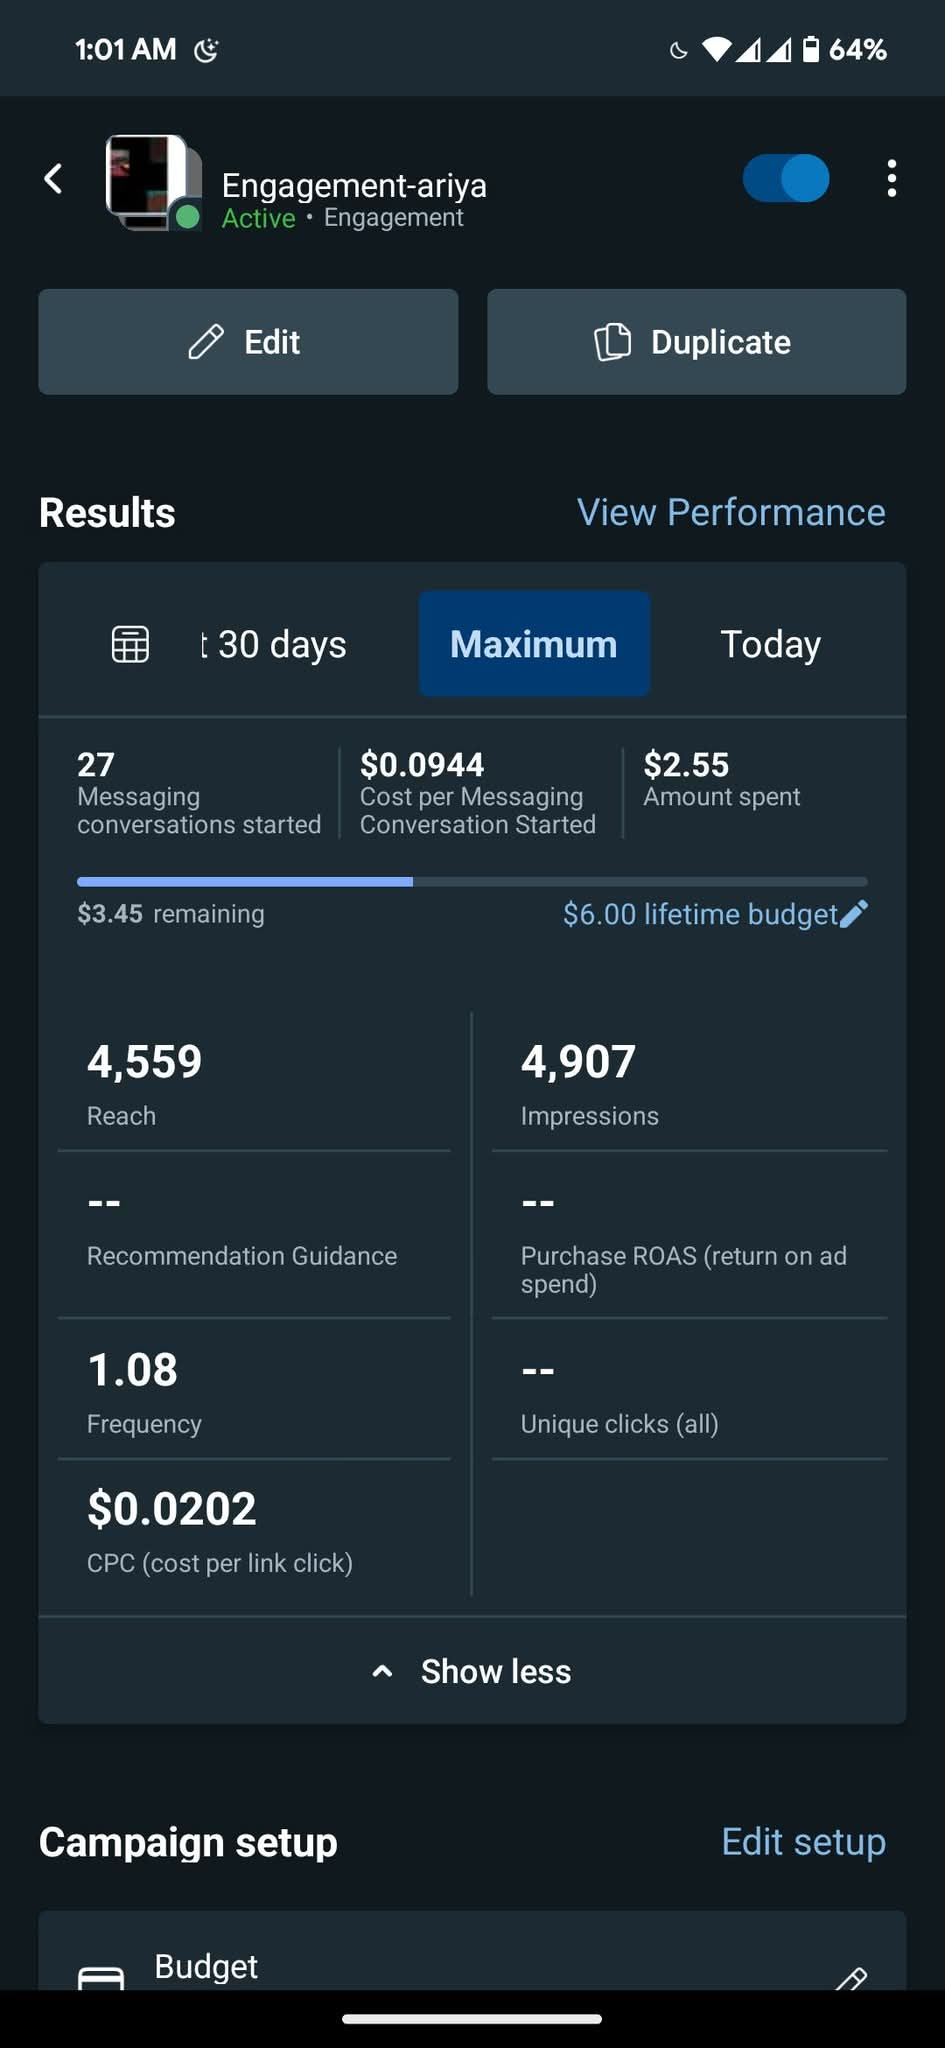 1:01 AM
64%
Engagement-ariya
Active • Engagement
Edit
Duplicate
Results
View Performance
t 30 days
Maximum
Today
27
Messaging
conversations started
$0.0944
Cost per Messaging
Conversation Started
$2.55
Amount spent
$3.45 remaining
$6.00 lifetime budget
4,559
Reach
4,907
Impressions
--
Recommendation Guidance
--
Purchase ROAS (return on ad
spend)
1.08
Frequency
--
Unique clicks (all)
$0.0202
CPC (cost per link click)
Show less
Campaign setup
Edit setup
Budget